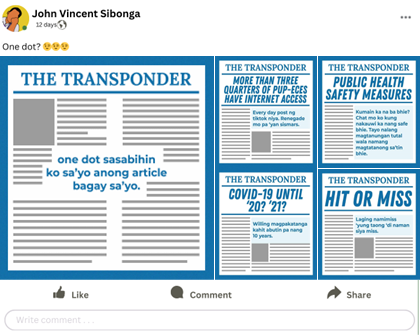 John Vincent Sibonga
12 days
One dot? 😉😉😉
THE TRANSPONDER
one dot sasabihin
ko sa'yo anong article
bagay sa'yo.
THE TRANSPONDER
MORE THAN THREE
QUARTERS OF PUP-ECES
HAVE INTERNET ACCESS
Every day post ng
tiktok niya. Renegade
mo pa 'yan sismars.
THE TRANSPONDER
PUBLIC HEALTH
SAFETY MEASURES
Kumain ka na ba bhie?
Chat mo ko kung
nakauwi ka nang safe
bhie. Tayo nalang
magtanungan tutal
wala namang
magtatanong sa'tin
bhie.
THE TRANSPONDER
COVID-19 UNTIL
'20? '21?
Willing magpakatanga
kahit abutin pa nang
10 years.
THE TRANSPONDER
HIT OR MISS
Laging namimiss
'yung taong 'di naman
siya miss.
Like
Comment
Share
Write comment . . .